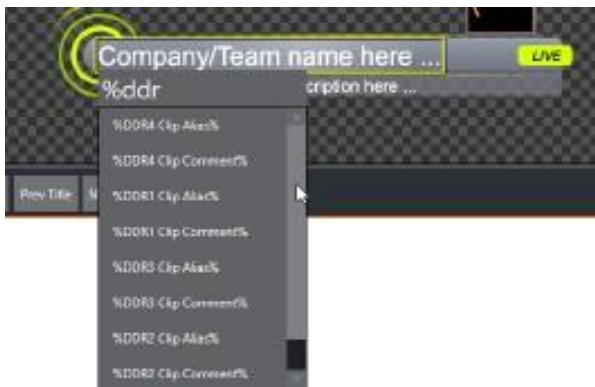 Company/Team name here ...
LIVE
%ddr
cription here ...
%DDR4 Clip Alias%
%DDR4 Clip Comment%
Prev Title
N
%DDR1 Clip Alias%
%DDR1 Clip Comment%
%DDR3 Clip Alias%
%DDR3 Clip Comment%
%DDR2 Clip Alias%
%DDR2 Clip Comment%